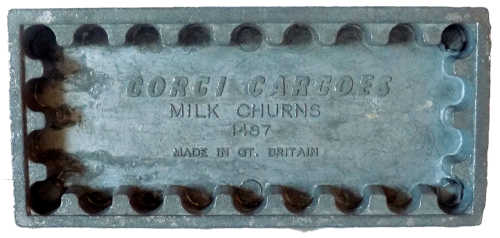 CORGI CARGOES
MILK CHURNS
1487
MADE IN GT. BRITAIN